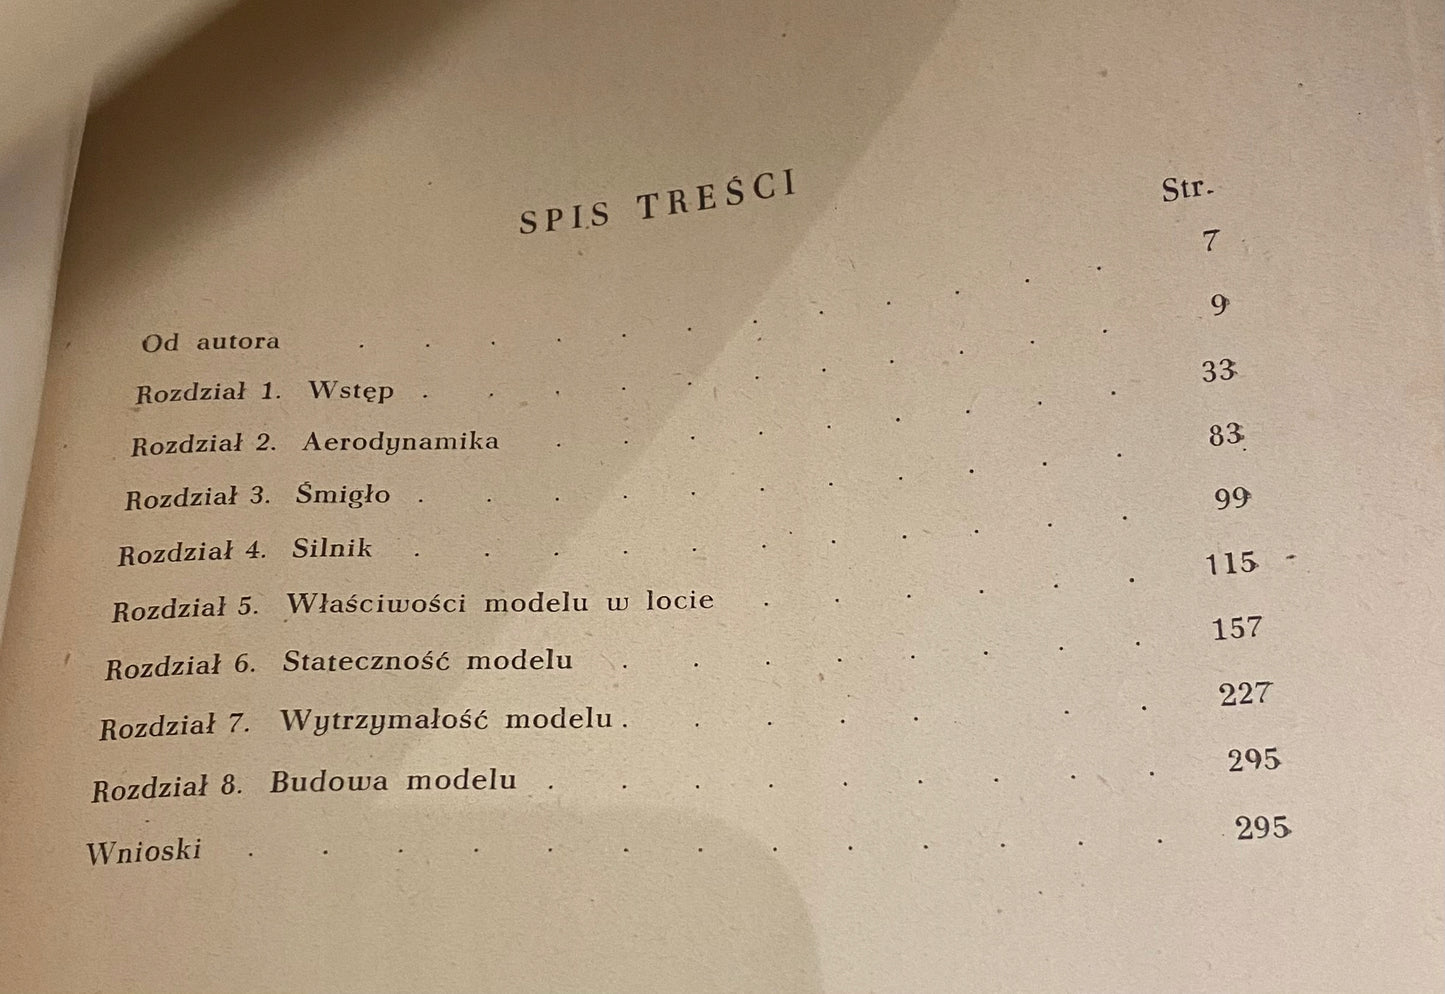 SPIS TREŚCI
Str.
Od autora . . . . . . . . . . . . 7
Rozdział 1. Wstęp . . . . . . . . . . . 9
Rozdział 2. Aerodynamika . . . . . . . . . 33
Rozdział 3. Śmigło . . . . . . . . . . . 83
Rozdział 4. Silnik . . . . . . . . . . . 99
Rozdział 5. Właściwości modelu w locie . . . . . . 115
Rozdział 6. Stateczność modelu . . . . . . . . 157
Rozdział 7. Wytrzymałość modelu . . . . . . . 227
Rozdział 8. Budowa modelu . . . . . . . . . 295
Wnioski . . . . . . . . . . . . . 295